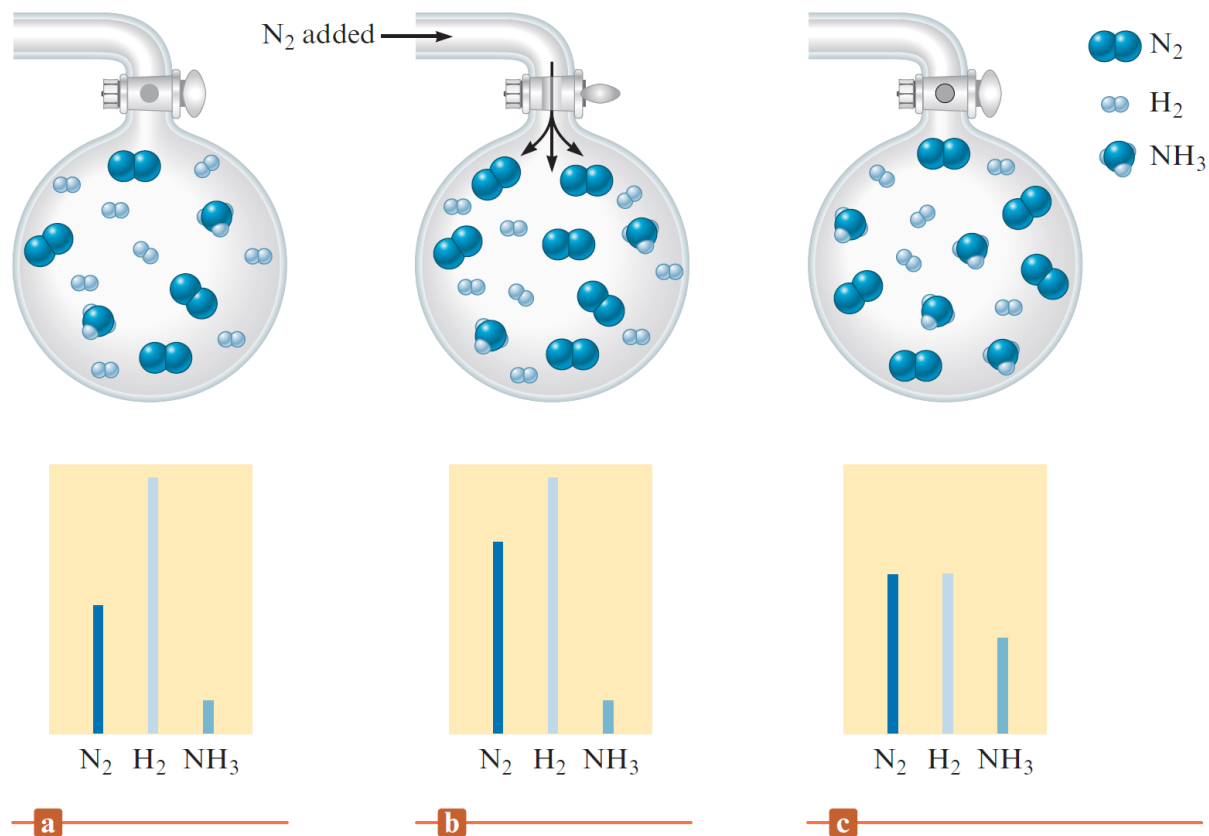 N₂ added
N₂
H₂
NH₃
N₂ H₂ NH₃
N₂ H₂ NH₃
N₂ H₂ NH₃
a
b
c